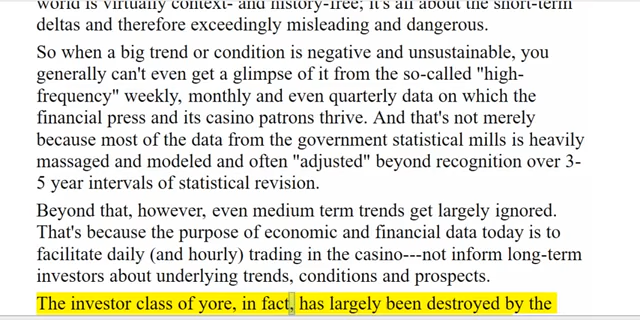 world is virtually context- and history-free; it's all about the short-term
deltas and therefore exceedingly misleading and dangerous.
So when a big trend or condition is negative and unsustainable, you
generally can't even get a glimpse of it from the so-called "high-
frequency" weekly, monthly and even quarterly data on which the
financial press and its casino patrons thrive. And that's not merely
because most of the data from the government statistical mills is heavily
massaged and modeled and often "adjusted" beyond recognition over 3-
5 year intervals of statistical revision.
Beyond that, however, even medium term trends get largely ignored.
That's because the purpose of economic and financial data today is to
facilitate daily (and hourly) trading in the casino---not inform long-term
investors about underlying trends, conditions and prospects.
The investor class of yore, in fact, has largely been destroyed by the